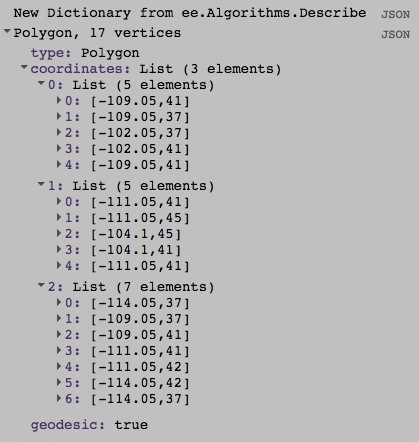 New Dictionary from ee.Algorithms.Describe JSON
Polygon, 17 vertices JSON
type: Polygon
coordinates: List (3 elements)
0: List (5 elements)
0: [-109.05,41]
1: [-109.05,37]
2: [-102.05,37]
3: [-102.05,41]
4: [-109.05,41]
1: List (5 elements)
0: [-111.05,41]
1: [-111.05,45]
2: [-104.1,45]
3: [-104.1,41]
4: [-111.05,41]
2: List (7 elements)
0: [-114.05,37]
1: [-109.05,37]
2: [-109.05,41]
3: [-111.05,41]
4: [-111.05,42]
5: [-114.05,42]
6: [-114.05,37]
geodesic: true